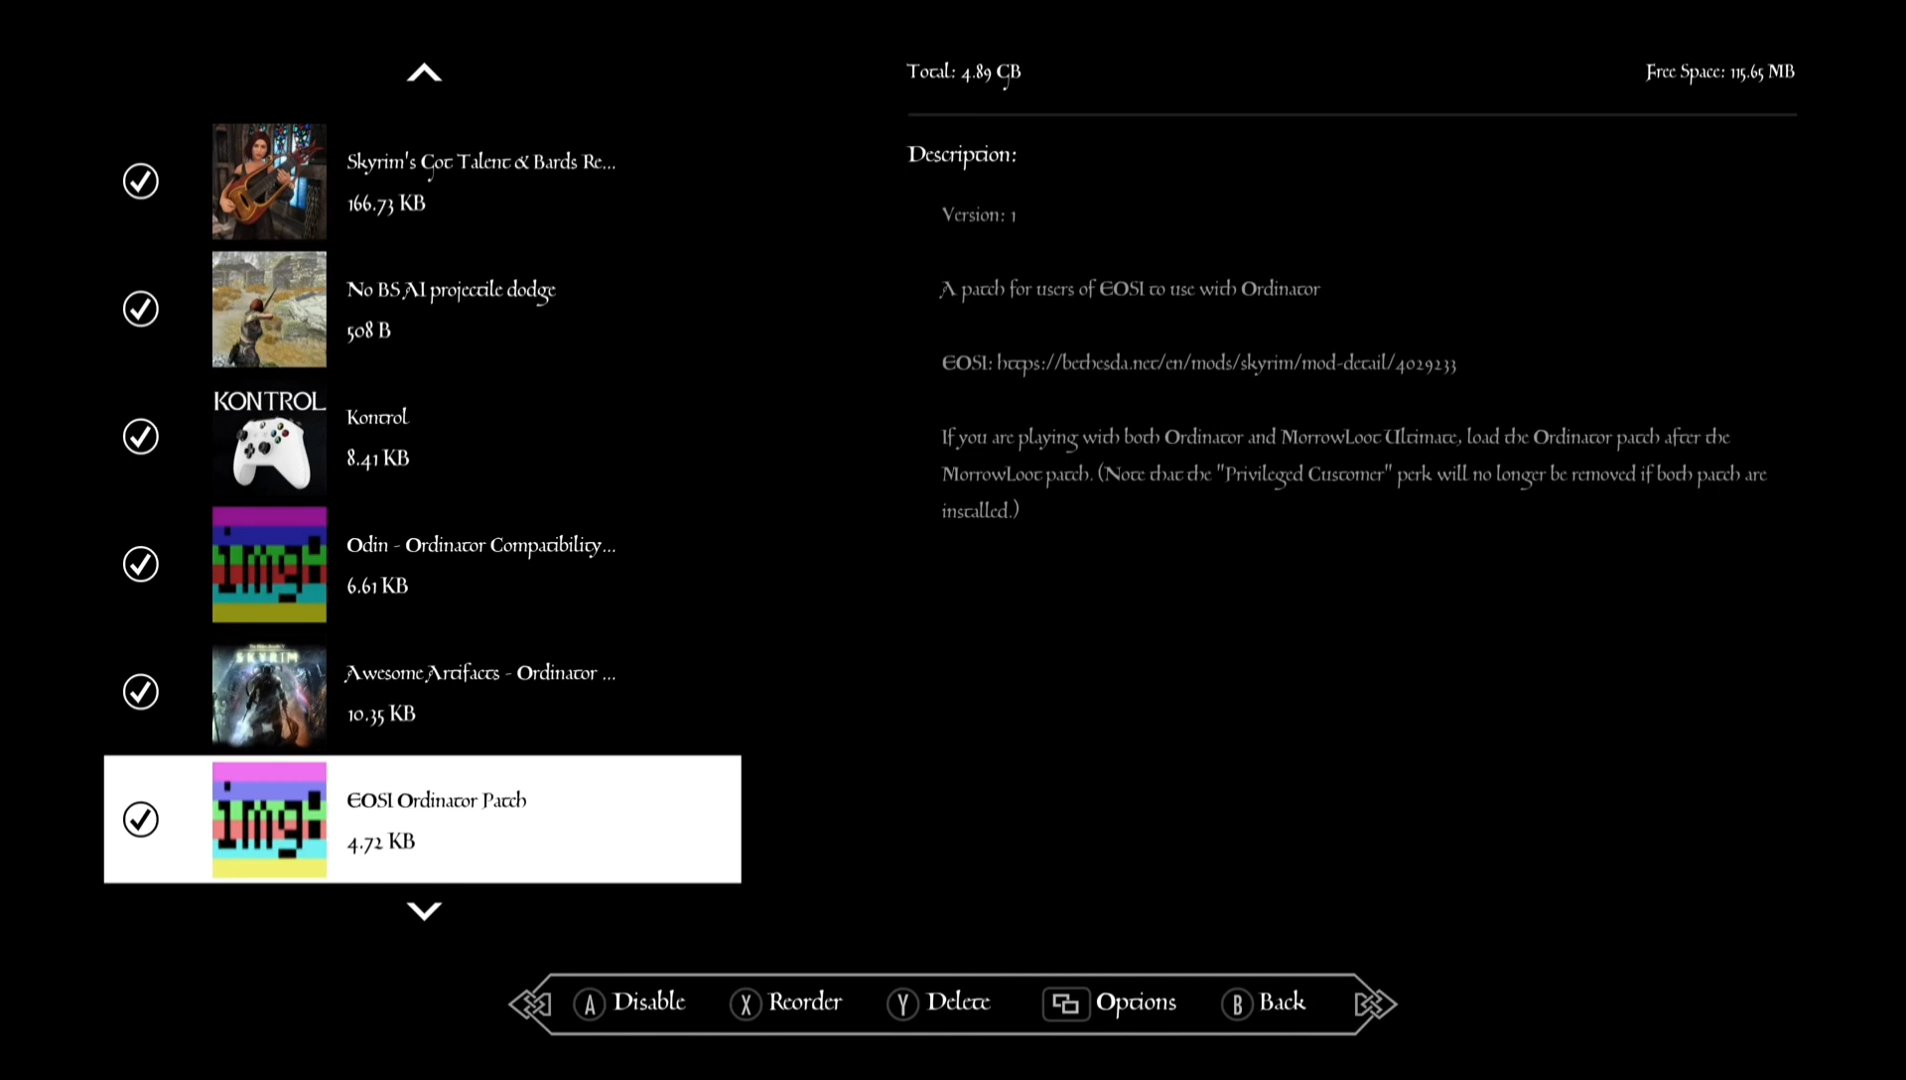 Total: 4.89 GB
Free Space: 115.65 MB
Skyrim's Got Talent & Bards Re...
166.73 KB
No BS AI projectile dodge
508 B
KONTROL
Kontrol
8.41 KB
imgi
Odin - Ordinator Compatibility...
6.61 KB
SKYRIM
Awesome Artifacts - Ordinator ...
10.35 KB
imgi
EOSI Ordinator Patch
4.72 KB
Description:
Version: 1
A patch for users of EOSI to use with Ordinator
EOSI: https://bethesda.net/en/mods/skyrim/mod-detail/4029233
If you are playing with both Ordinator and MorrowLoot Ultimate, load the Ordinator patch after the
MorrowLoot patch. (Note that the "Privileged Customer" perk will no longer be removed if both patch are
installed.)
A Disable
X Reorder
Y Delete
Options
B Back